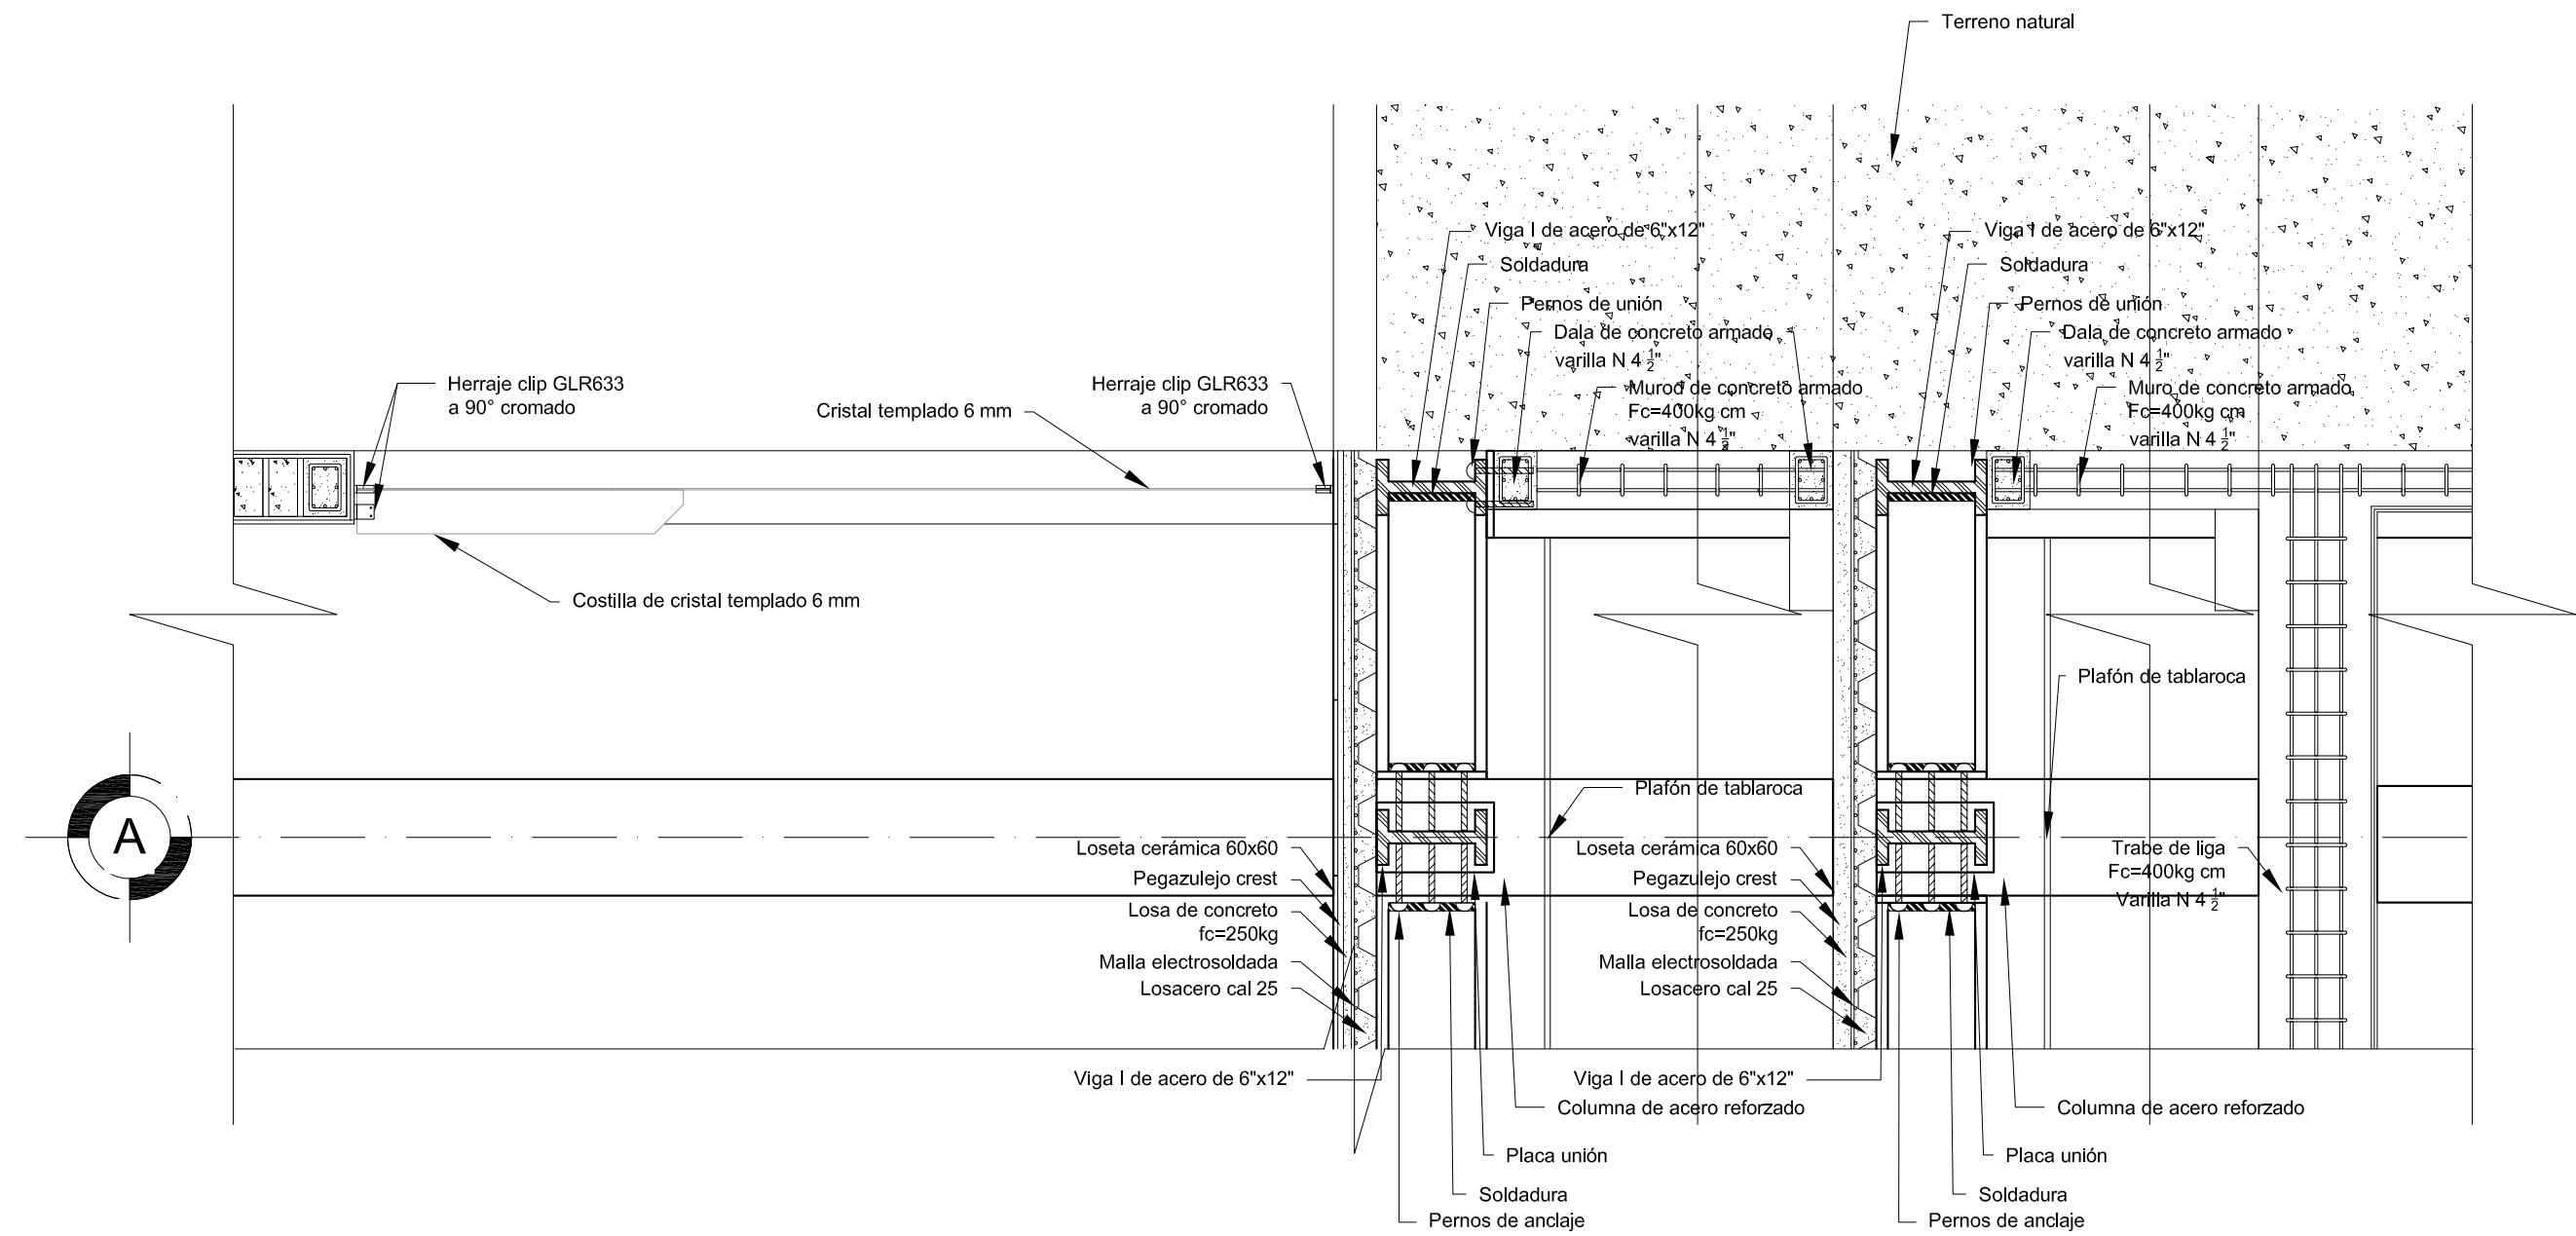 Terreno natural
Viga I de acero de 6"x12"
Soldadura
Pernos de unión
Dala de concreto armado
varilla N 4 ½"
Muro de concreto armado
Fc=400kg cm
varilla N 4 ½"
Viga I de acero de 6"x12"
Soldadura
Pernos de unión
Dala de concreto armado
varilla N 4 ½"
Muro de concreto armado
Fc=400kg cm
varilla N 4 ½"
Herraje clip GLR633
a 90° cromado
Cristal templado 6 mm
Herraje clip GLR633
a 90° cromado
Costilla de cristal templado 6 mm
Plafón de tablaroca
Plafón de tablaroca
A
Loseta cerámica 60x60
Pegazulejo crest
Losa de concreto
fc=250kg
Malla electrosoldada
Losacero cal 25
Viga I de acero de 6"x12"
Loseta cerámica 60x60
Pegazulejo crest
Losa de concreto
fc=250kg
Malla electrosoldada
Losacero cal 25
Viga I de acero de 6"x12"
Trabe de liga
Fc=400kg cm
Varilla N 4 ½"
Columna de acero reforzado
Placa unión
Soldadura
Pernos de anclaje
Columna de acero reforzado
Placa unión
Soldadura
Pernos de anclaje